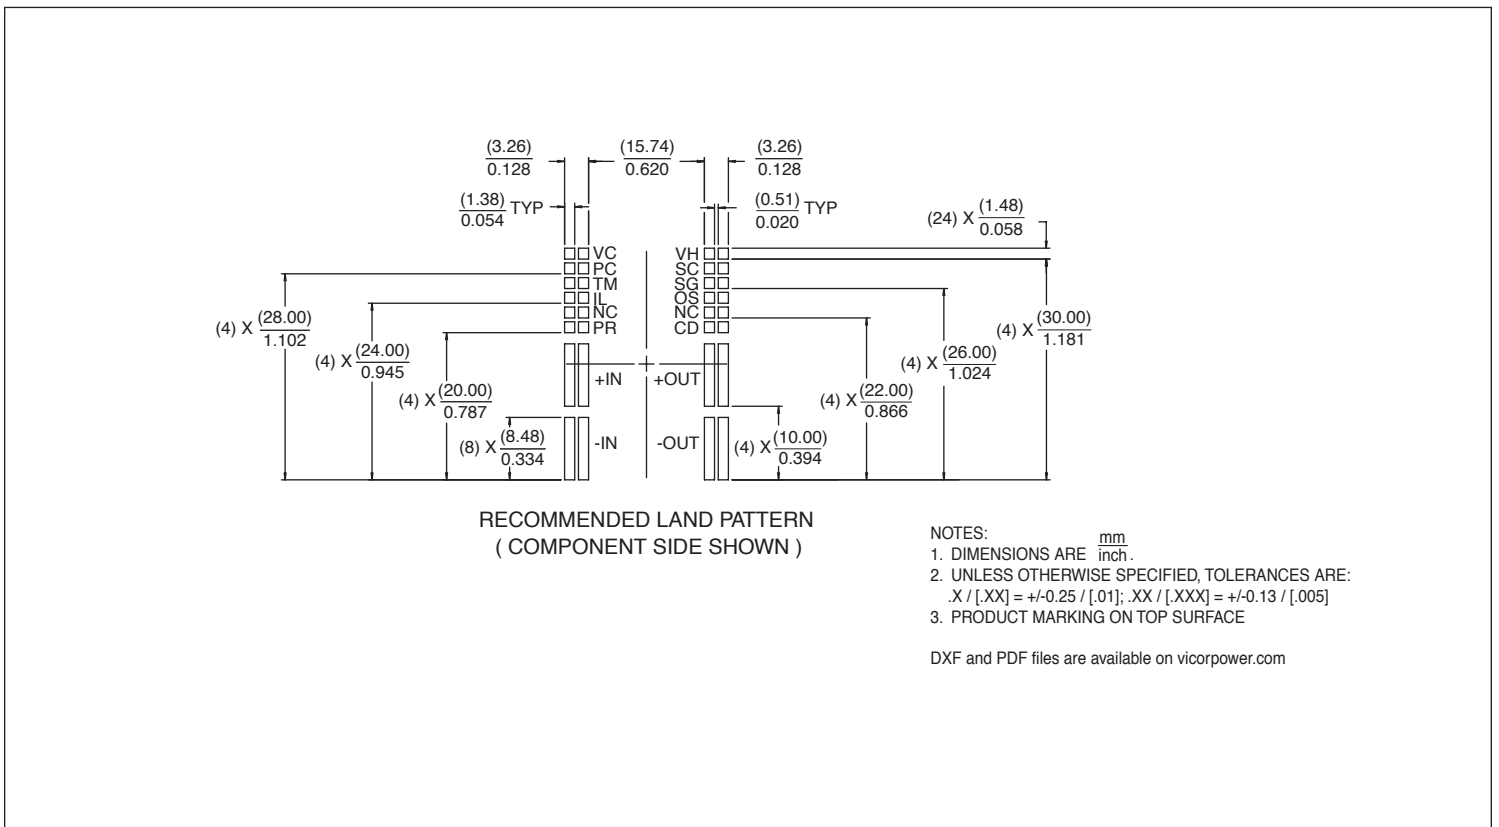 (3.26)
0.128
(15.74)
0.620
(3.26)
0.128
(1.38)
0.054 TYP
(0.51)
0.020 TYP
(24) X (1.48)
0.058
VC VH
PC SC
TM SG
IL OS
NC NC
PR CD
(4) X (28.00)
1.102
(4) X (30.00)
1.181
(4) X (24.00)
0.945
(4) X (26.00)
1.024
+IN +OUT
(4) X (20.00)
0.787
(4) X (22.00)
0.866
(8) X (8.48)
0.334
-IN -OUT
(4) X (10.00)
0.394
RECOMMENDED LAND PATTERN
( COMPONENT SIDE SHOWN )
NOTES:
1. DIMENSIONS ARE mm
inch .
2. UNLESS OTHERWISE SPECIFIED, TOLERANCES ARE:
.X / [.XX] = +/-0.25 / [.01]; .XX / [.XXX] = +/-0.13 / [.005]
3. PRODUCT MARKING ON TOP SURFACE
DXF and PDF files are available on vicorpower.com